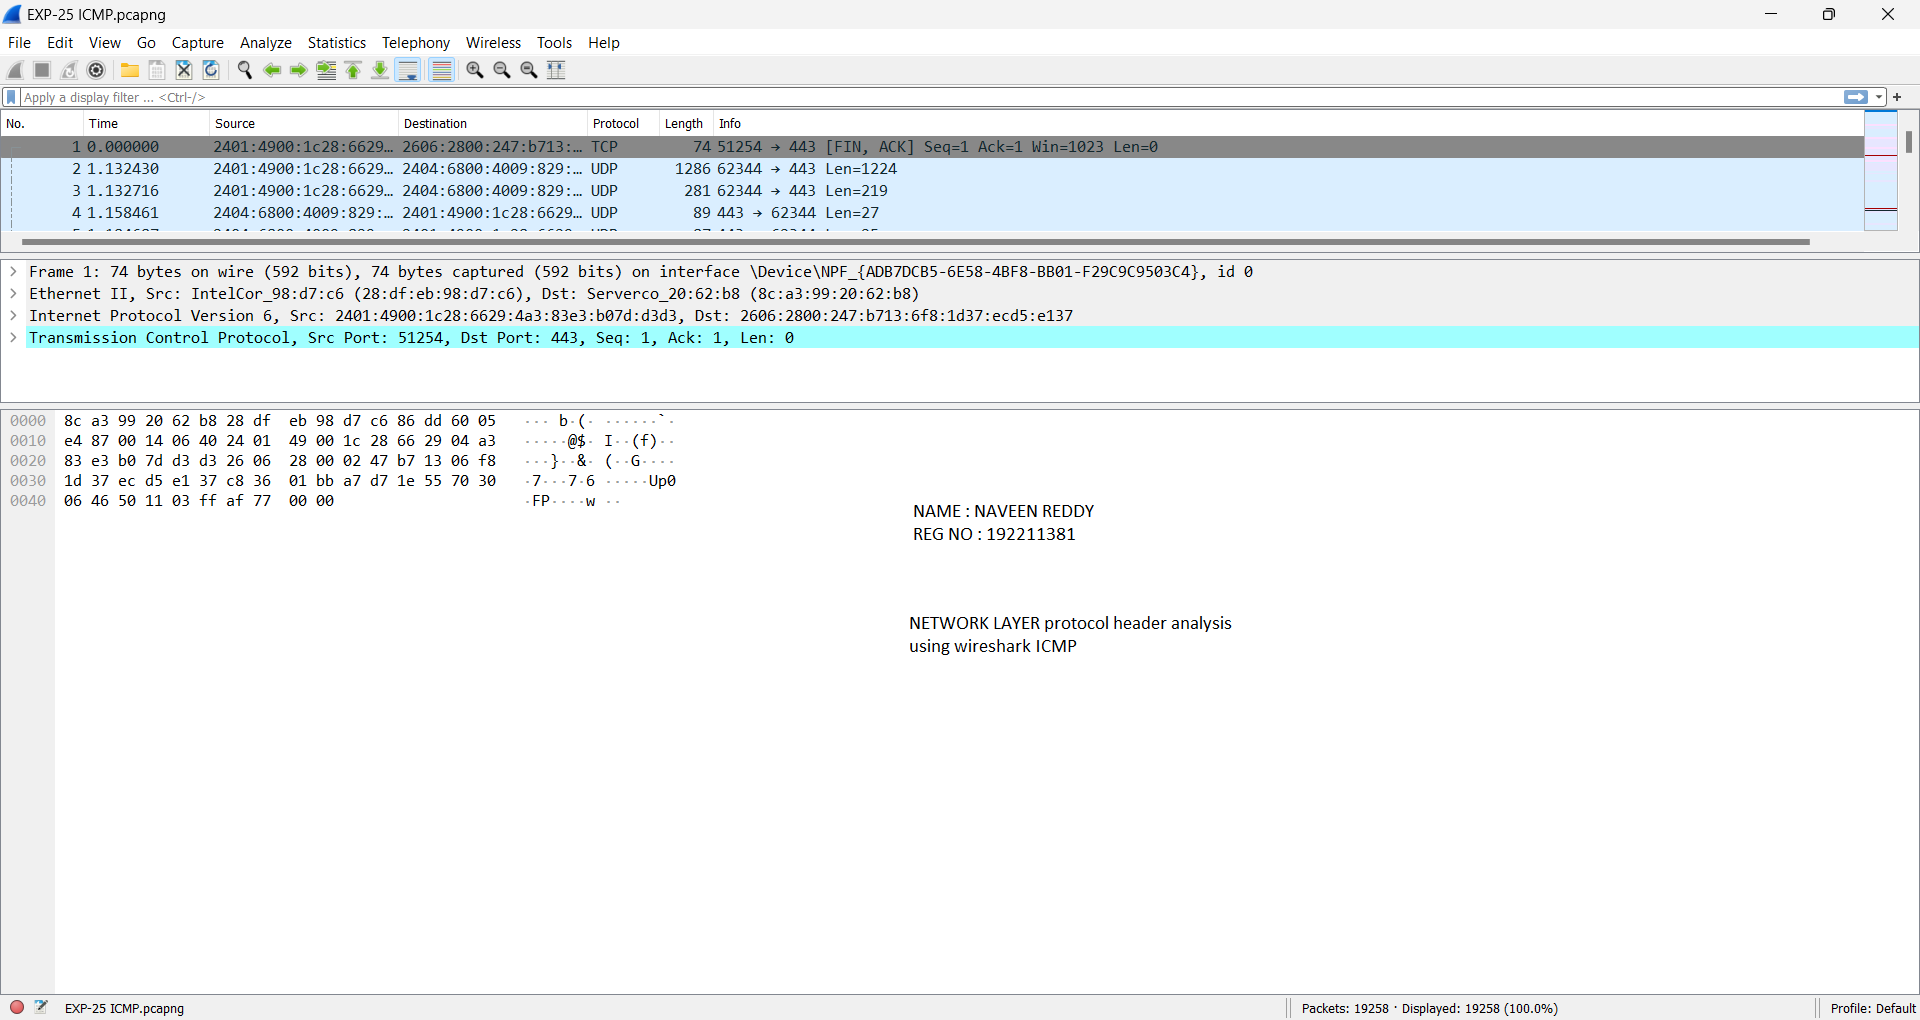 EXP-25 ICMP.pcapng
File Edit View Go Capture Analyze Statistics Telephony Wireless Tools Help
Apply a display filter ... <Ctrl-/>
No. Time Source Destination Protocol Length Info
1 0.000000 2401:4900:1c28:6629… 2606:2800:247:b713:… TCP 74 51254 → 443 [FIN, ACK] Seq=1 Ack=1 Win=1023 Len=0
2 1.132430 2401:4900:1c28:6629… 2404:6800:4009:829:… UDP 1286 62344 → 443 Len=1224
3 1.132716 2401:4900:1c28:6629… 2404:6800:4009:829:… UDP 281 62344 → 443 Len=219
4 1.158461 2404:6800:4009:829:… 2401:4900:1c28:6629… UDP 89 443 → 62344 Len=27
Frame 1: 74 bytes on wire (592 bits), 74 bytes captured (592 bits) on interface \Device\NPF_{ADB7DCB5-6E58-4BF8-BB01-F29C9C9503C4}, id 0
Ethernet II, Src: IntelCor_98:d7:c6 (28:df:eb:98:d7:c6), Dst: Serverco_20:62:b8 (8c:a3:99:20:62:b8)
Internet Protocol Version 6, Src: 2401:4900:1c28:6629:4a3:83e3:b07d:d3d3, Dst: 2606:2800:247:b713:6f8:1d37:ecd5:e137
Transmission Control Protocol, Src Port: 51254, Dst Port: 443, Seq: 1, Ack: 1, Len: 0
0000 8c a3 99 20 62 b8 28 df eb 98 d7 c6 86 dd 60 05 ··· b·(· ······`·
0010 e4 87 00 14 06 40 24 01 49 00 1c 28 66 29 04 a3 ·····@$· I··(f)··
0020 83 e3 b0 7d d3 d3 26 06 28 00 02 47 b7 13 06 f8 ···}··&· (··G····
0030 1d 37 ec d5 e1 37 c8 36 01 bb a7 d7 1e 55 70 30 ·7···7·6 ·····Up0
0040 06 46 50 11 03 ff af 77 00 00 ·FP····w ··
NAME : NAVEEN REDDY
REG NO : 192211381
NETWORK LAYER protocol header analysis
using wireshark ICMP
EXP-25 ICMP.pcapng Packets: 19258 · Displayed: 19258 (100.0%) Profile: Default